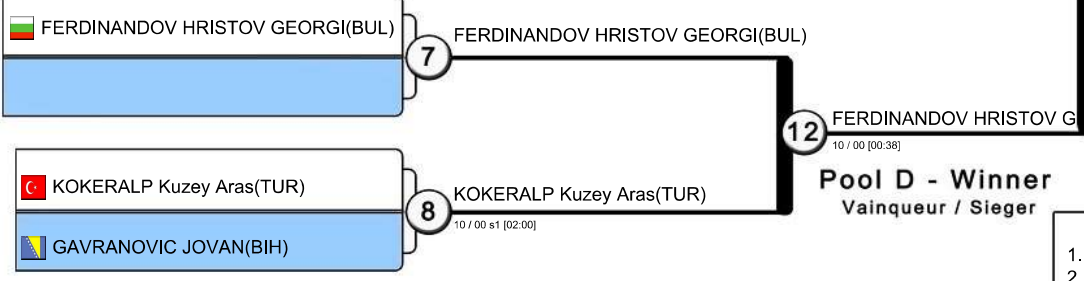 FERDINANDOV HRISTOV GEORGI(BUL)
7
FERDINANDOV HRISTOV GEORGI(BUL)
12
FERDINANDOV HRISTOV G
10 / 00 [00:38]
Pool D - Winner
Vainqueur / Sieger
KOKERALP Kuzey Aras(TUR)
8
KOKERALP Kuzey Aras(TUR)
10 / 00 s1 [02:00]
GAVRANOVIC JOVAN(BIH)
1.
2